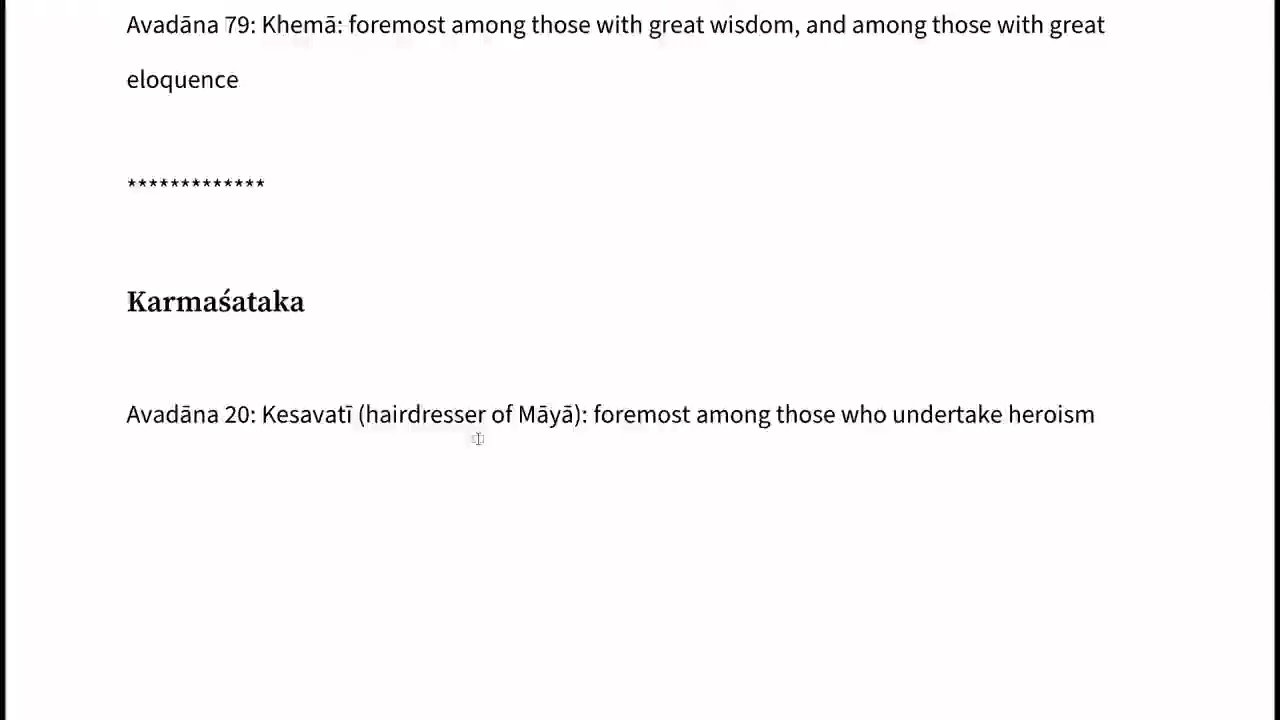 Avadāna 79: Khemā: foremost among those with great wisdom, and among those with great
eloquence
*************
Karmaśataka
Avadāna 20: Kesavatī (hairdresser of Māyā): foremost among those who undertake heroism